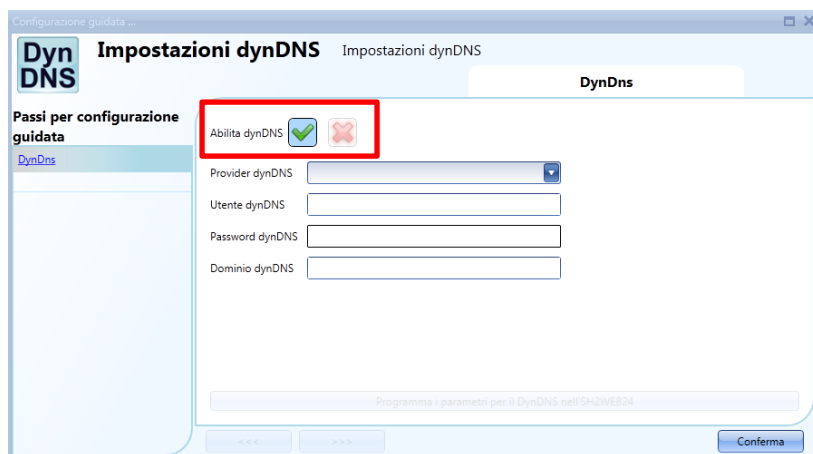 Configurazione guidata ...
Dyn
DNS
Impostazioni dynDNS
Impostazioni dynDNS
DynDns
Passi per configurazione
guidata
DynDns
Abilita dynDNS
Provider dynDNS
Utente dynDNS
Password dynDNS
Dominio dynDNS
Programma i parametri per il DynDNS nell'SH2WEB24
<<<
>>>
Conferma